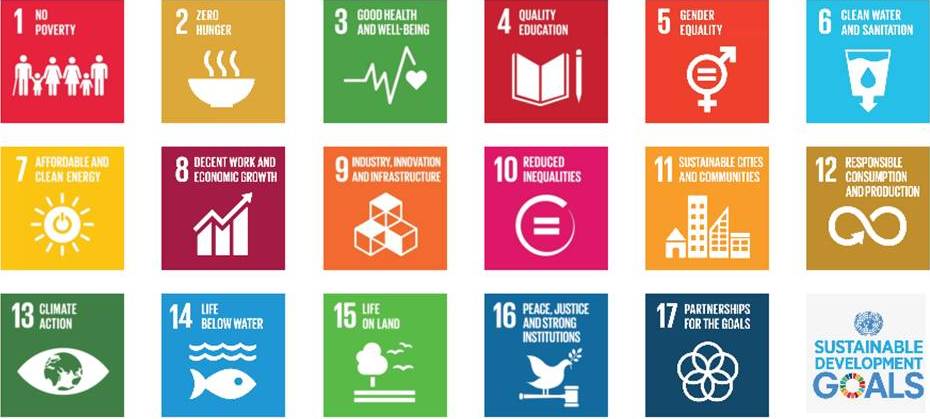 1 NO
POVERTY
2 ZERO
HUNGER
3 GOOD HEALTH
AND WELL-BEING
4 QUALITY
EDUCATION
5 GENDER
EQUALITY
6 CLEAN WATER
AND SANITATION
7 AFFORDABLE AND
CLEAN ENERGY
8 DECENT WORK AND
ECONOMIC GROWTH
9 INDUSTRY, INNOVATION
AND INFRASTRUCTURE
10 REDUCED
INEQUALITIES
11 SUSTAINABLE CITIES
AND COMMUNITIES
12 RESPONSIBLE
CONSUMPTION
AND PRODUCTION
13 CLIMATE
ACTION
14 LIFE
BELOW WATER
15 LIFE
ON LAND
16 PEACE, JUSTICE
AND STRONG
INSTITUTIONS
17 PARTNERSHIPS
FOR THE GOALS
SUSTAINABLE
DEVELOPMENT
GOALS